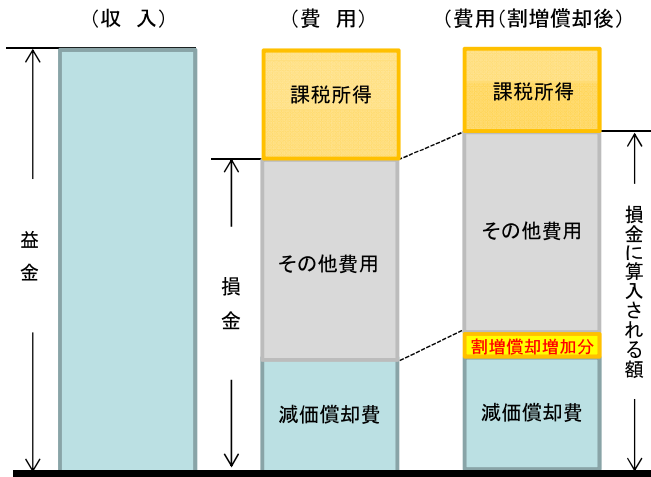 （収　入）
（費　用）
（費用（割増償却後）
益金
損金
課税所得
その他費用
減価償却費
課税所得
その他費用
割増償却増加分
減価償却費
損金に算入される額